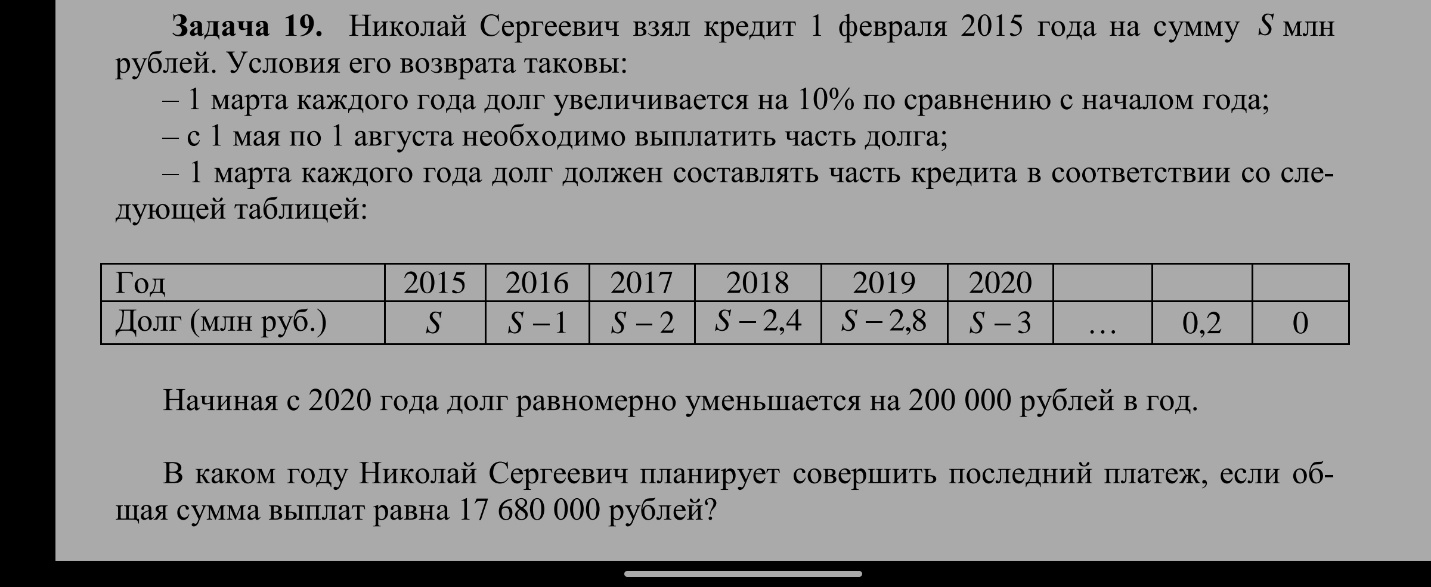 Задача 19. Николай Сергеевич взял кредит 1 февраля 2015 года на сумму S млн
рублей. Условия его возврата таковы:
– 1 марта каждого года долг увеличивается на 10% по сравнению с началом года;
– с 1 мая по 1 августа необходимо выплатить часть долга;
– 1 марта каждого года долг должен составлять часть кредита в соответствии со сле-
дующей таблицей:
Год 2015 2016 2017 2018 2019 2020
Долг (млн руб.) S S – 1 S – 2 S – 2,4 S – 2,8 S – 3 … 0,2 0
Начиная с 2020 года долг равномерно уменьшается на 200 000 рублей в год.
В каком году Николай Сергеевич планирует совершить последний платеж, если об-
щая сумма выплат равна 17 680 000 рублей?